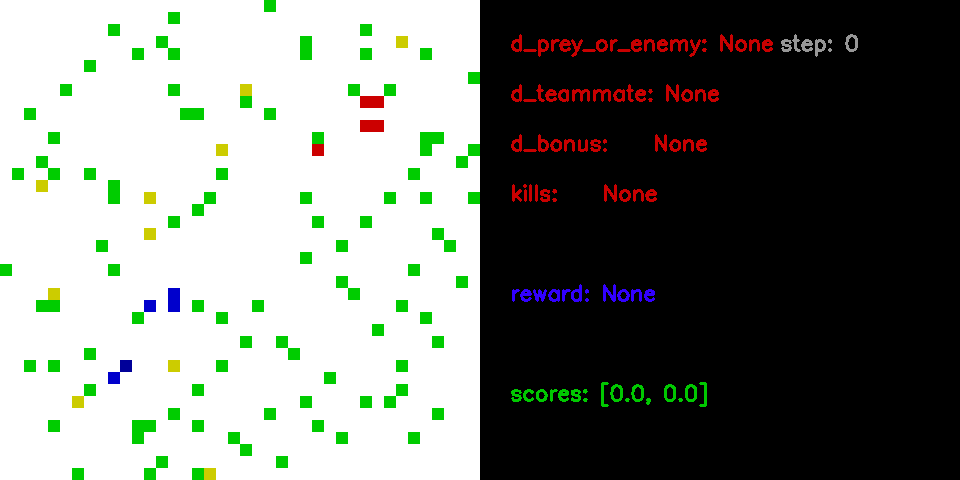 d_prey_or_enemy: None step: 0
d_teammate: None
d_bonus: None
kills: None
reward: None
scores: [0.0, 0.0]